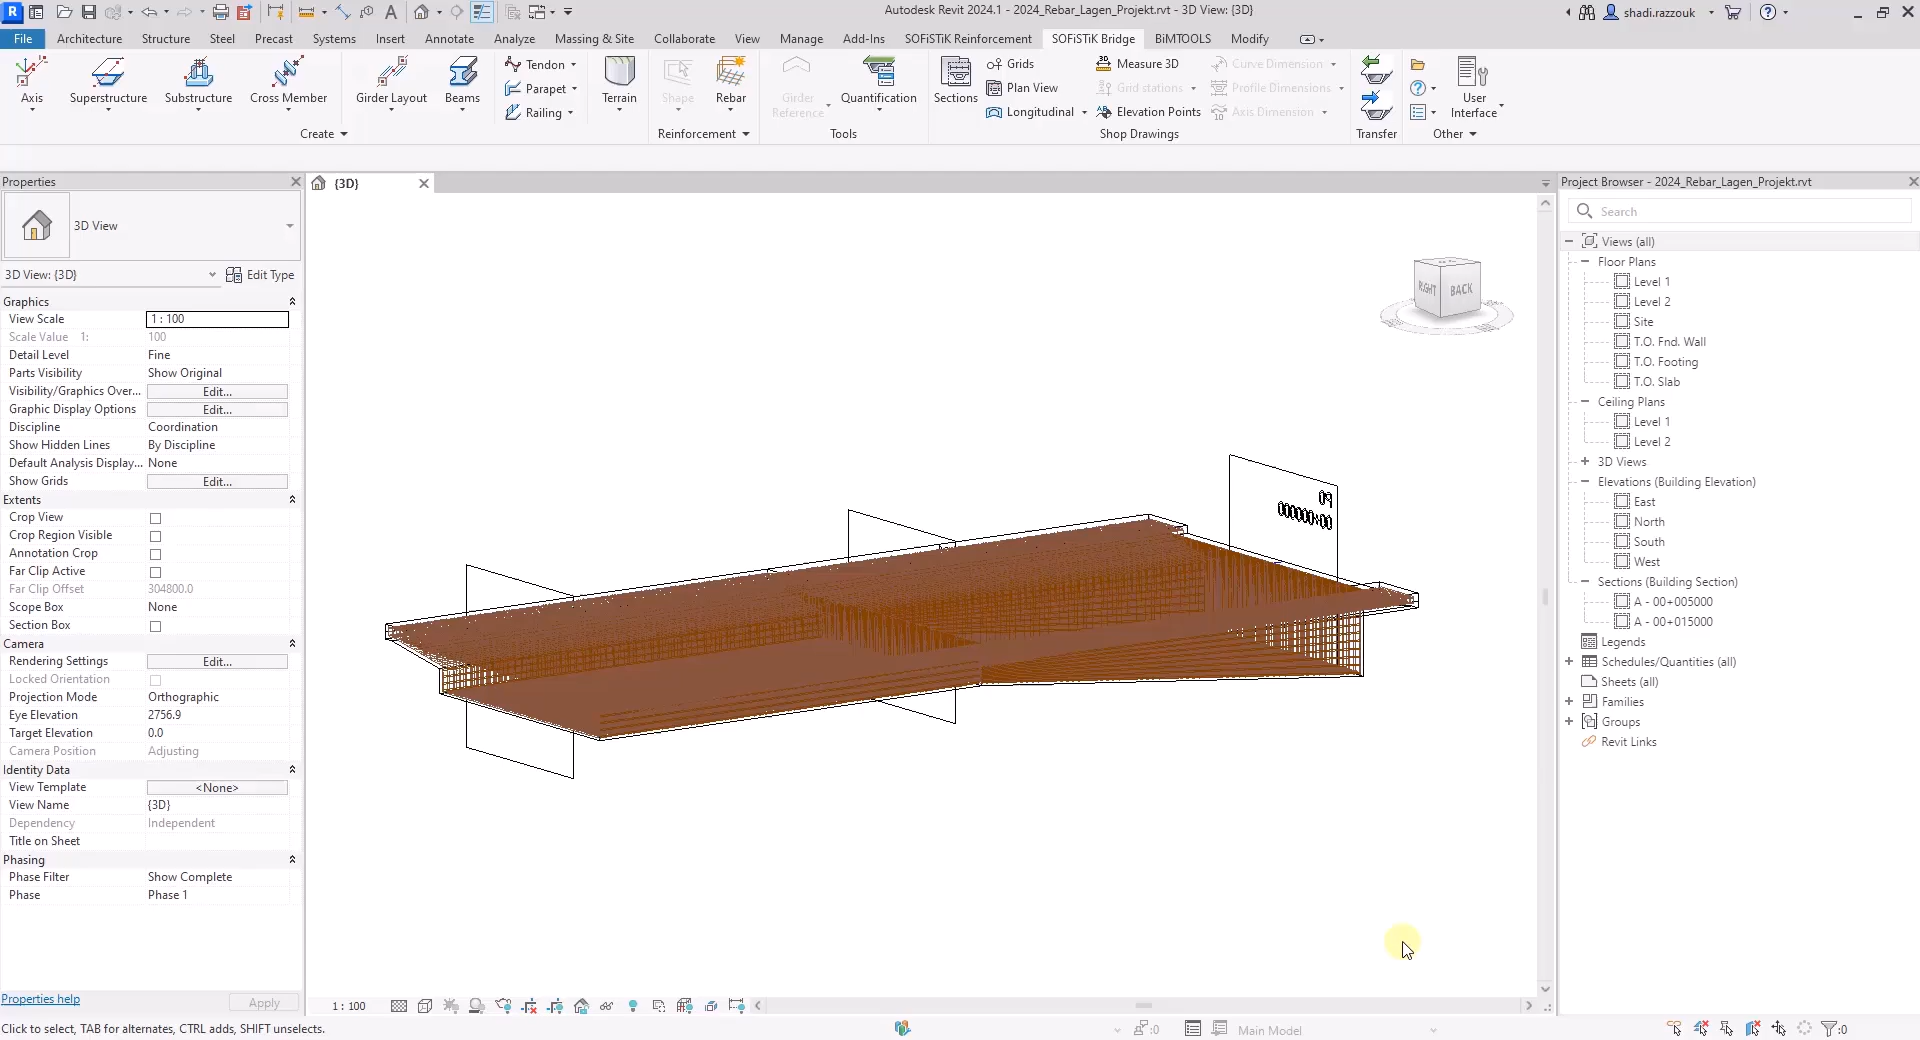 Autodesk Revit 2024.1 - 2024_Rebar_Lagen_Projekt.rvt - 3D View: {3D}
shadi.razzouk
File Architecture Structure Steel Precast Systems Insert Annotate Analyze Massing & Site Collaborate View Manage Add-Ins SOFiSTiK Reinforcement SOFiSTiK Bridge BiMTOOLS Modify
Axis
Superstructure
Substructure
Cross Member
Girder Layout
Beams
Tendon
Parapet
Railing
Terrain
Shape
Rebar
Girder
Reference
Quantification
Sections
Grids
Plan View
Longitudinal
Measure 3D
Grid stations
Elevation Points
Curve Dimension
Profile Dimensions
Axis Dimension
User
Interface
Create
Reinforcement
Tools
Shop Drawings
Transfer
Other
Properties
3D View
3D View: {3D}
Edit Type
Graphics
View Scale 1 : 100
Scale Value 1: 100
Detail Level Fine
Parts Visibility Show Original
Visibility/Graphics Over... Edit...
Graphic Display Options Edit...
Discipline Coordination
Show Hidden Lines By Discipline
Default Analysis Display... None
Show Grids Edit...
Extents
Crop View
Crop Region Visible
Annotation Crop
Far Clip Active
Far Clip Offset 304800.0
Scope Box None
Section Box
Camera
Rendering Settings Edit...
Locked Orientation
Projection Mode Orthographic
Eye Elevation 2756.9
Target Elevation 0.0
Camera Position Adjusting
Identity Data
View Template <None>
View Name {3D}
Dependency Independent
Title on Sheet
Phasing
Phase Filter Show Complete
Phase Phase 1
Properties help
Apply
{3D}
RIGHT BACK
1 : 100
Project Browser - 2024_Rebar_Lagen_Projekt.rvt
Search
Views (all)
Floor Plans
Level 1
Level 2
Site
T.O. Fnd. Wall
T.O. Footing
T.O. Slab
Ceiling Plans
Level 1
Level 2
3D Views
Elevations (Building Elevation)
East
North
South
West
Sections (Building Section)
A - 00+005000
A - 00+015000
Legends
Schedules/Quantities (all)
Sheets (all)
Families
Groups
Revit Links
Click to select, TAB for alternates, CTRL adds, SHIFT unselects.
:0
Main Model
:0